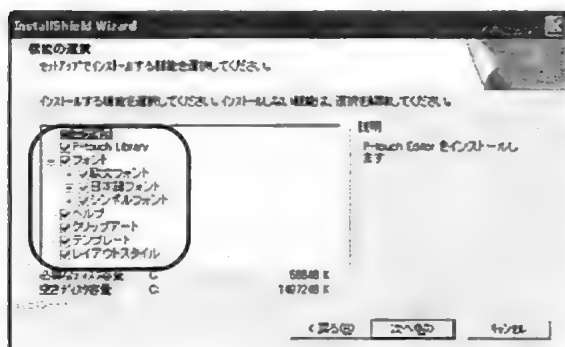 InstallShield Wizard
機能の選択
セットアップでインストールする機能を選択してください。
インストールする機能を選択してください。インストールしない機能は、選択を解除してください。
P-touch Library
フォント
欧文フォント
日本語フォント
シンボルフォント
ヘルプ
クリップアート
テンプレート
レイアウトスタイル
説明
P-touch Editor をインストールし
ます
ディスク容量 C:
空きディスク容量 C:
K
K
< 戻る(B)
次へ(N) >
キャンセル